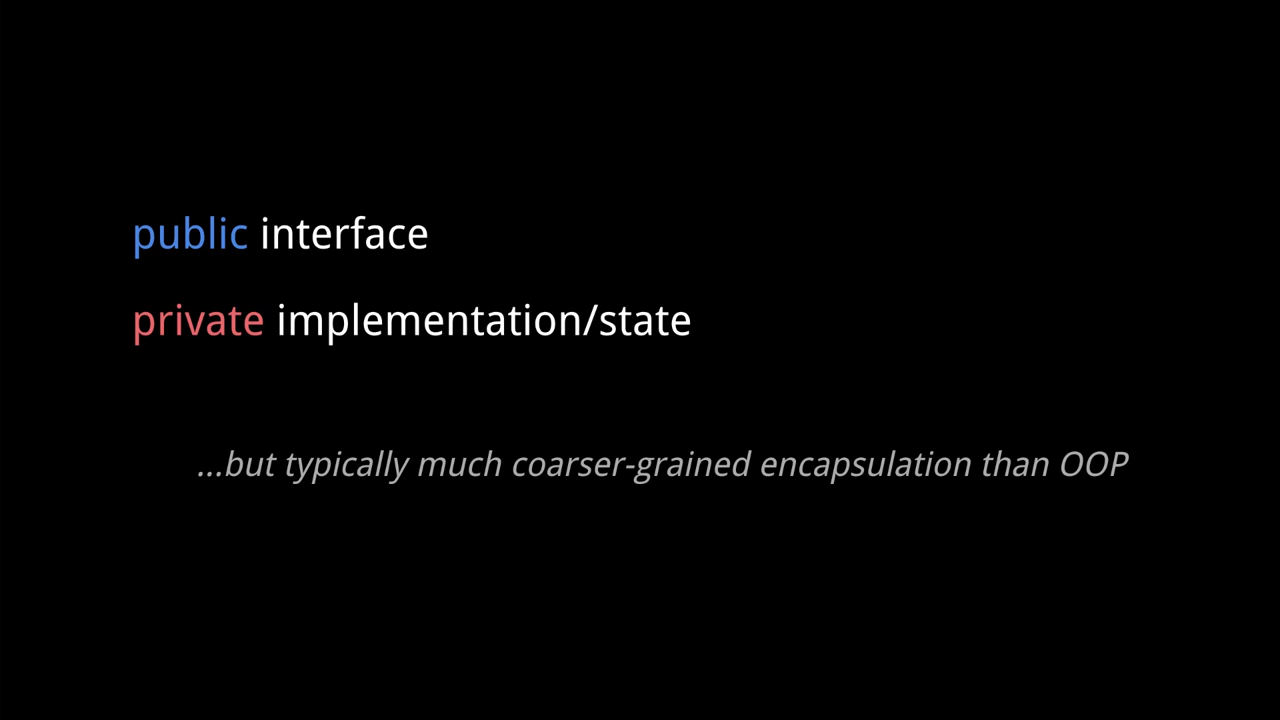 public interface
private implementation/state
...but typically much coarser-grained encapsulation than OOP